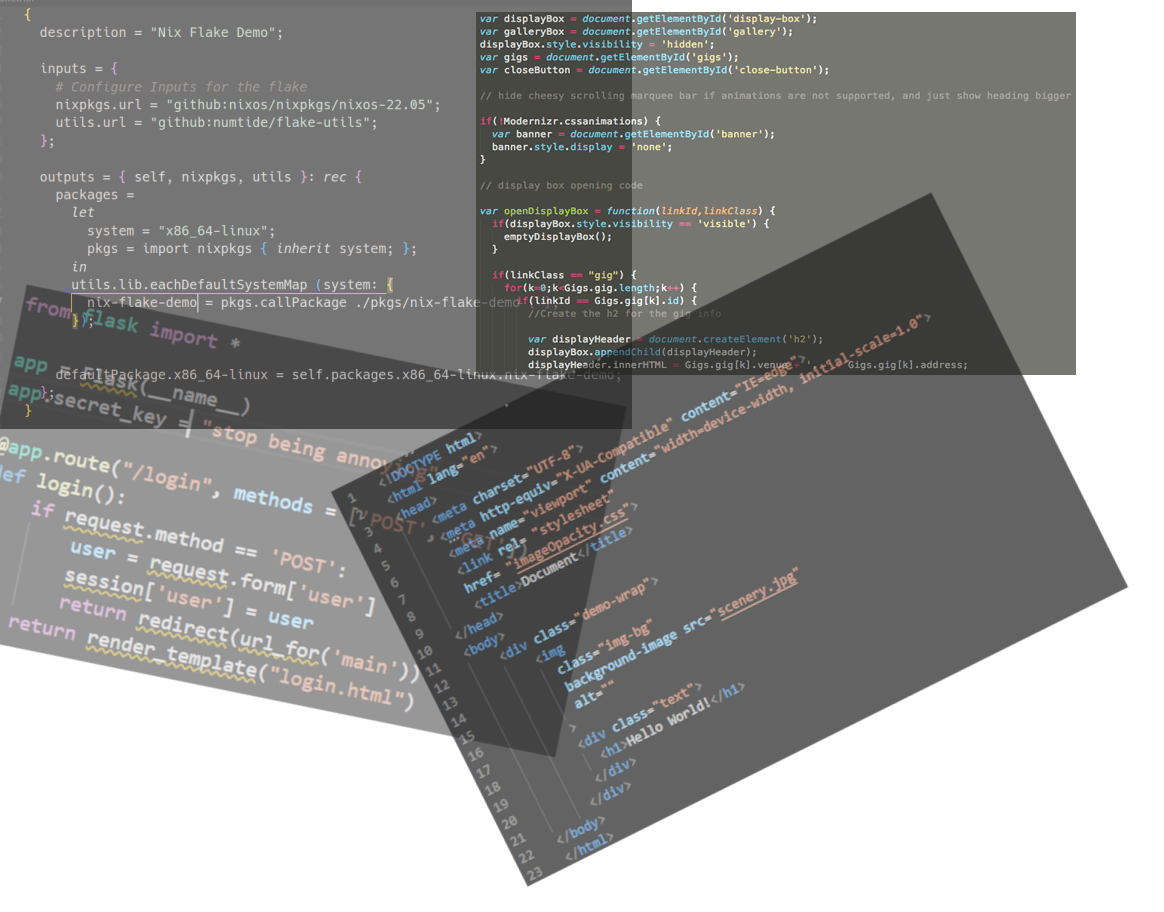 {
description = "Nix Flake Demo";
inputs = {
# Configure Inputs for the flake
nixpkgs.url = "github:nixos/nixpkgs/nixos-22.05";
utils.url = "github:numtide/flake-utils";
};
outputs = { self, nixpkgs, utils }: rec {
packages =
let
system = "x86_64-linux";
pkgs = import nixpkgs { inherit system; };
in
utils.lib.eachDefaultSystemMap (system: {
nix-flake-demo = pkgs.callPackage ./pkgs/nix-flake-demo
});
defaultPackage.x86_64-linux = self.packages.x86_64-linux.nix-flake-demo;
};
}
var displayBox = document.getElementById('display-box');
var galleryBox = document.getElementById('gallery');
displayBox.style.visibility = 'hidden';
var gigs = document.getElementById('gigs');
var closeButton = document.getElementById('close-button');
// hide cheesy scrolling marquee bar if animations are not supported, and just show heading bigger
if(!Modernizr.cssanimations) {
var banner = document.getElementById('banner');
banner.style.display = 'none';
}
// display box opening code
var openDisplayBox = function(linkId,linkClass) {
if(displayBox.style.visibility == 'visible') {
emptyDisplayBox();
}
if(linkClass == "gig") {
for(k=0;k<Gigs.gig.length;k++) {
if(linkId == Gigs.gig[k].id) {
//Create the h2 for the gig info
var displayHeader = document.createElement('h2');
displayBox.appendChild(displayHeader);
displayHeader.innerHTML = Gigs.gig[k].venue Gigs.gig[k].address;
from flask import *
app = Flask(__name__)
app.secret_key = "stop being annoying"
@app.route("/login", methods = ['POST', 'GET'])
def login():
if request.method == 'POST':
user = request.form['user']
session['user'] = user
return redirect(url_for('main'))
return render_template("login.html")
1 <!DOCTYPE html>
<html lang="en">
3 <head>
4 <meta charset="UTF-8">
5 <meta http-equiv="X-UA-Compatible" content="IE=edge">
6 <meta name="viewport" content="width=device-width, initial-scale=1.0">
7 <link rel= "stylesheet"
8 href= "imageOpacity.css">
9 <title>Document</title>
10 </head>
11 <body>
12 <div class="demo-wrap">
13 <img
14 class="img-bg"
15 background-image src="scenery.jpg"
16 alt=""
17 >
18 <div class="text">
19 <h1>Hello World!</h1>
20 </div>
21 </div>
22 </body>
23 </html>